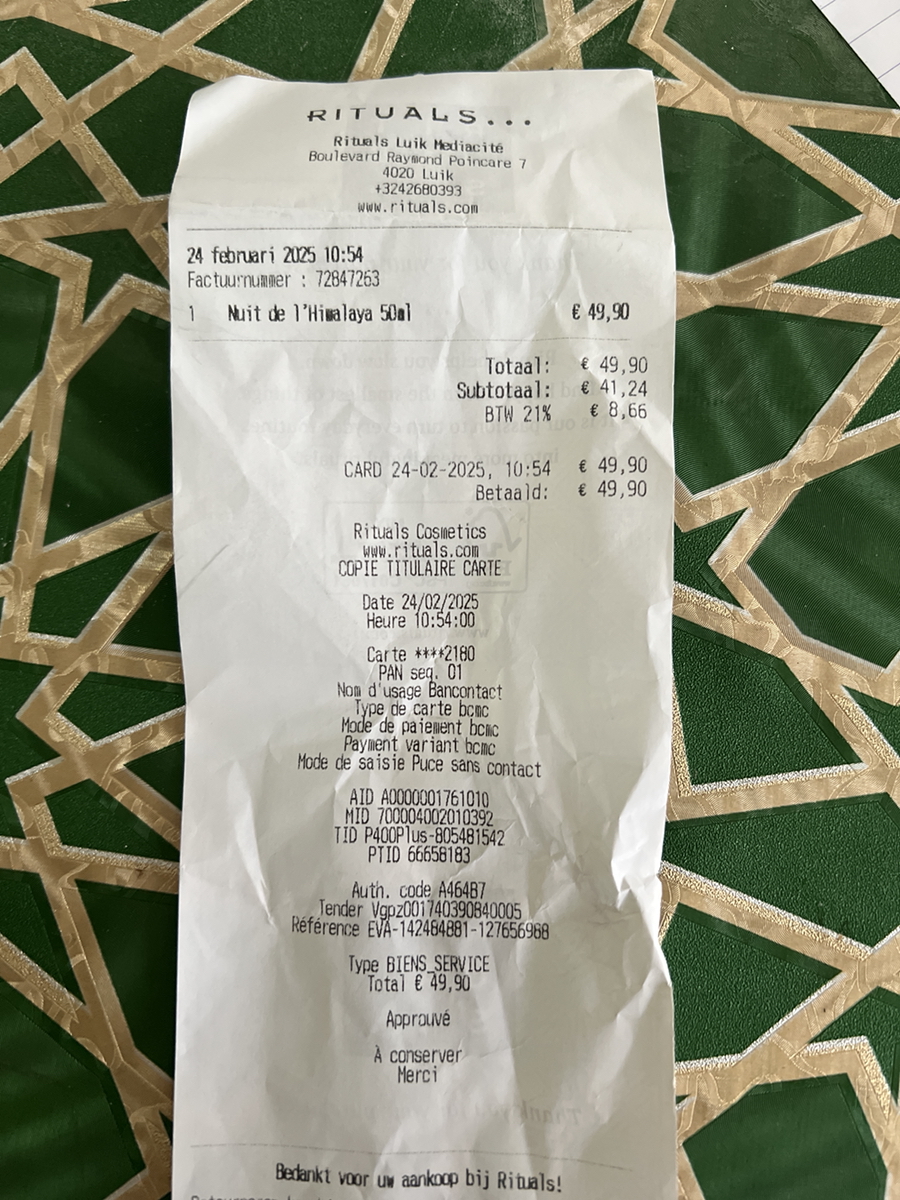 RITUALS...
Rituals Luik Mediacité
Boulevard Raymond Poincare 7
4020 Luik
+3242680393
www.rituals.com
24 februari 2025 10:54
Factuurnummer : 72847263
1 Nuit de l'Himalaya 50ml € 49,90
Totaal: € 49,90
Subtotaal: € 41,24
BTW 21% € 8,66
CARD 24-02-2025, 10:54 € 49,90
Betaald: € 49,90
Rituals Cosmetics
www.rituals.com
COPIE TITULAIRE CARTE
Date 24/02/2025
Heure 10:54:00
Carte ****2180
PAN seq. 01
Nom d'usage Bancontact
Type de carte bcmc
Mode de paiement bcmc
Payment variant bcmc
Mode de saisie Puce sans contact
AID A0000001761010
MID 700004002010392
TID P400Plus-805481542
PTID 66658183
Auth. code A464B7
Tender Vgpz001740390840005
Référence EVA-142484881-127656988
Type BIENS_SERVICE
Total € 49,90
Approuvé
À conserver
Merci
Bedankt voor uw aankoop bij Rituals!